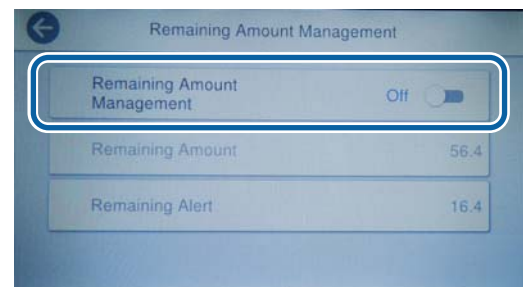 Remaining Amount Management
Remaining Amount
Management
Off
Remaining Amount
56.4
Remaining Alert
16.4